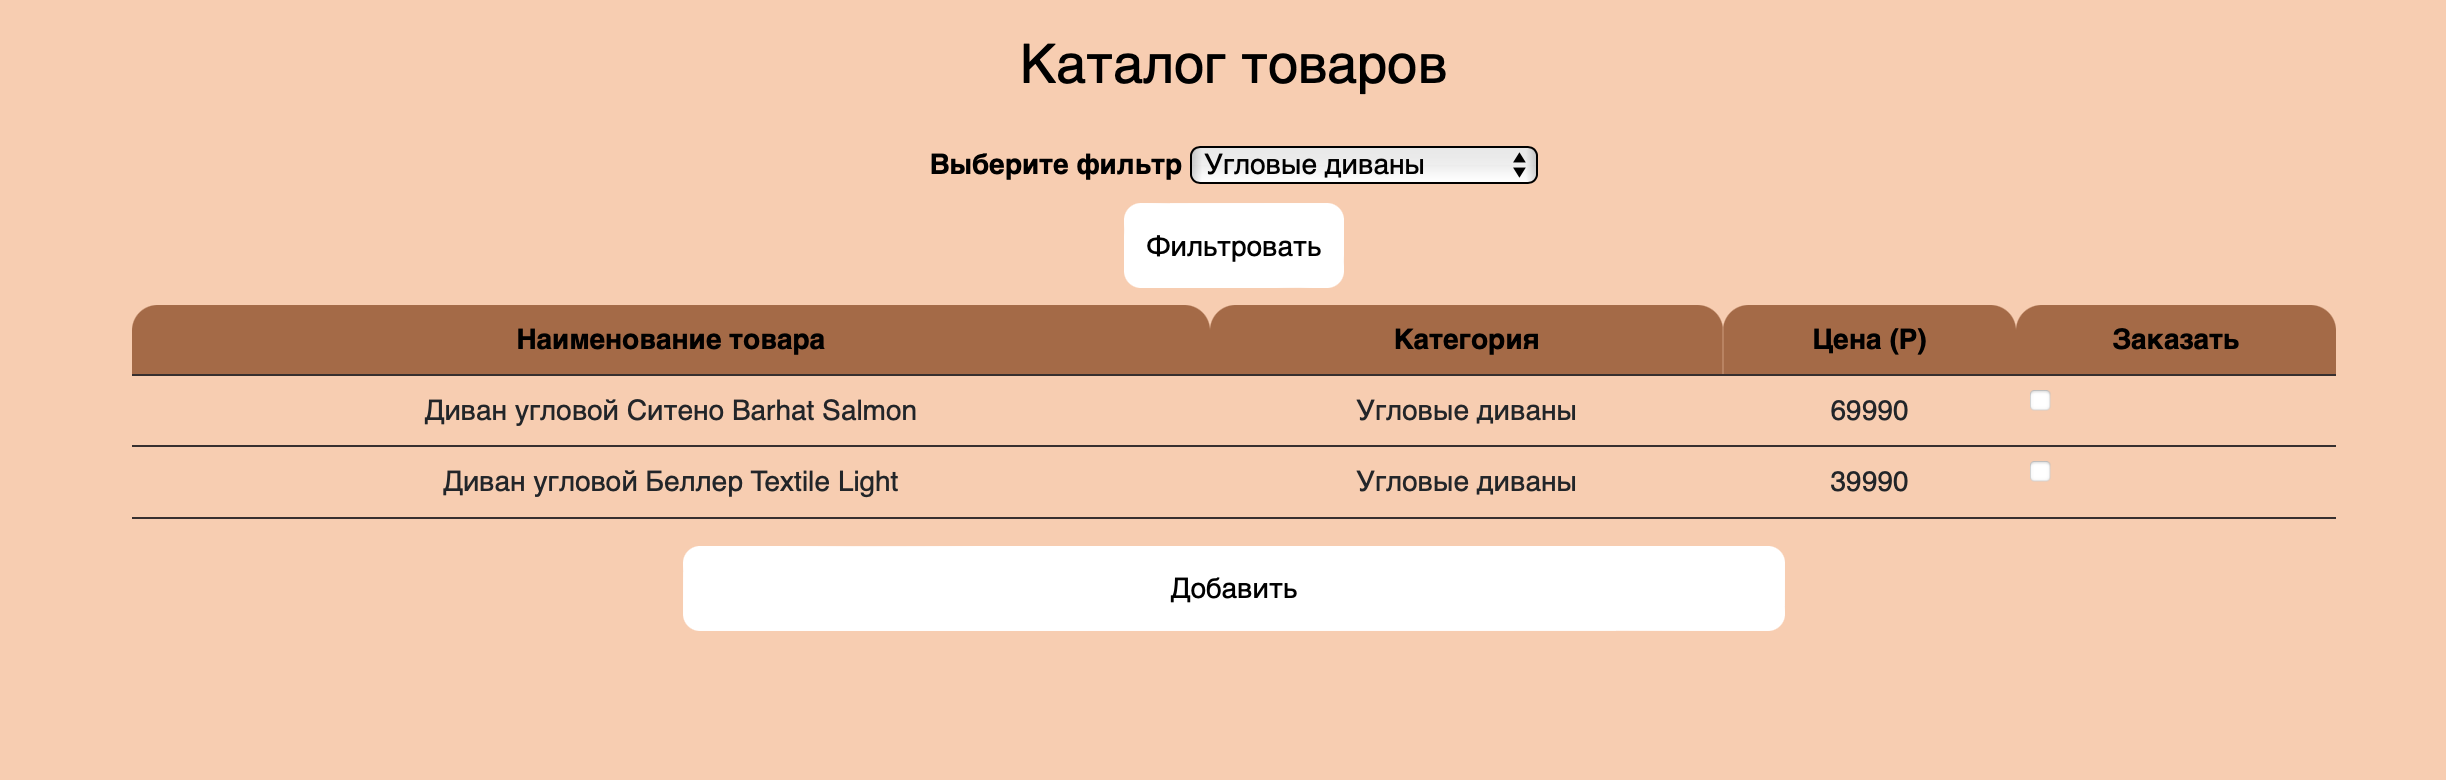 Каталог товаров
Выберите фильтр Угловые диваны
Фильтровать
Наименование товара Категория Цена (Р) Заказать
Диван угловой Ситено Barhat Salmon Угловые диваны 69990
Диван угловой Беллер Textile Light Угловые диваны 39990
Добавить